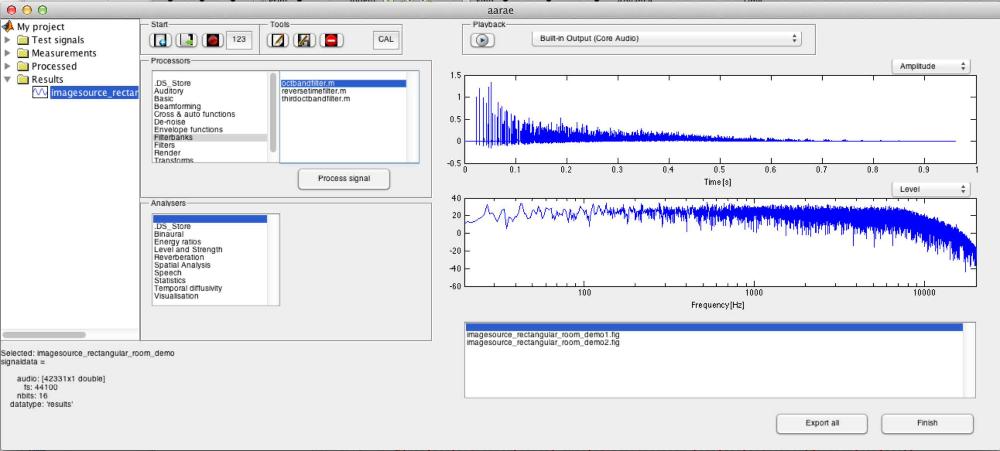 aarae
My project
Test signals
Measurements
Processed
Results
imagesource_rectar
Start
123
Tools
CAL
Processors
.DS_Store
Auditory
Basic
Beamforming
Cross & auto functions
De-noise
Envelope functions
Filterbanks
Filters
Render
Transforms
octbandfilter.m
reversetimefilter.m
thirdoctbandfilter.m
Process signal
Analysers
.DS_Store
Binaural
Energy ratios
Level and Strength
Reverberation
Spatial Analysis
Speech
Statistics
Temporal diffusivity
Visualisation
Selected: imagesource_rectangular_room_demo
signaldata =
audio: [42331x1 double]
fs: 44100
nbits: 16
datatype: 'results'
Playback
Built-in Output (Core Audio)
Amplitude
1.5
1
0.5
0
-0.5
0 0.1 0.2 0.3 0.4 0.5 0.6 0.7 0.8 0.9 1
Time [s]
Level
40
20
0
-20
-40
-60
100 1000 10000
Frequency [Hz]
imagesource_rectangular_room_demo1.fig
imagesource_rectangular_room_demo2.fig
Export all
Finish